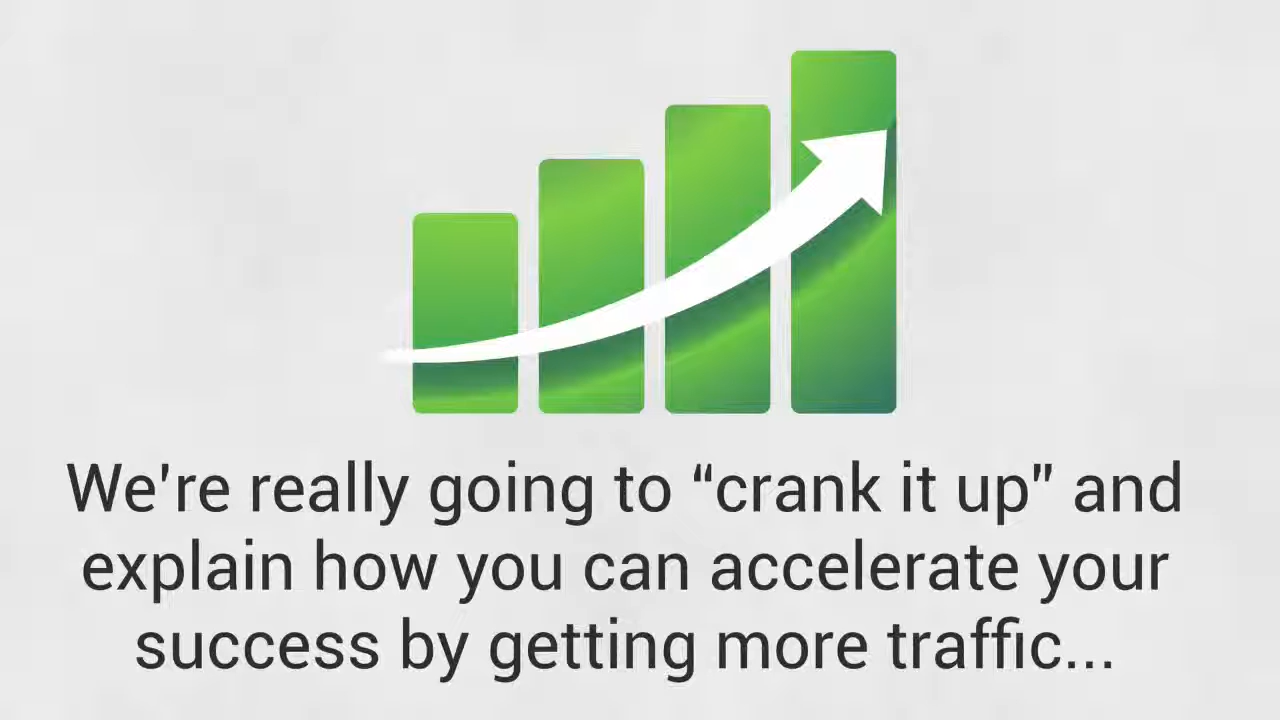 We're really going to “crank it up” and
explain how you can accelerate your
success by getting more traffic...